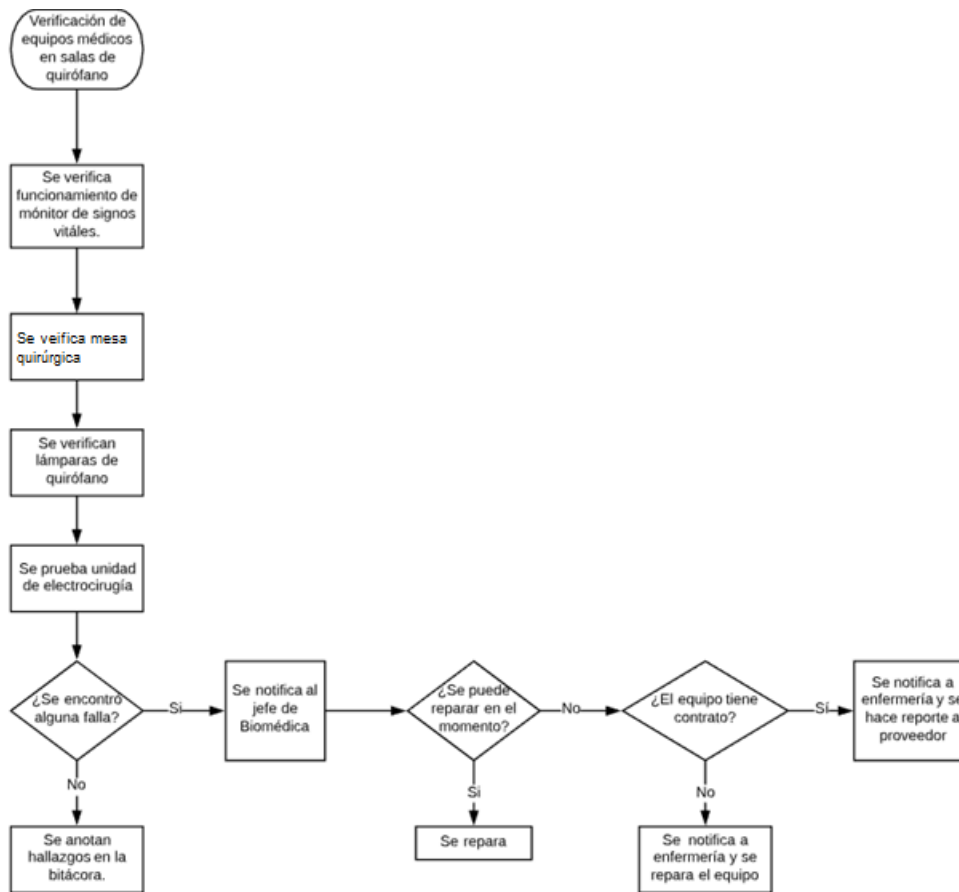 Verificación de
equipos médicos
en salas de
quirófano
Se verifica
funcionamiento de
mónitor de signos
vitáles.
Se veifica mesa
quirúrgica
Se verifican
lámparas de
quirófano
Se prueba unidad
de electrocirugía
¿Se encontró
alguna falla?
Si
Se notifica al
jefe de
Biomédica
¿Se puede
reparar en el
momento?
No
¿El equipo tiene
contrato?
Sí
Se notifica a
enfermería y se
hace reporte a
proveedor
No
Se anotan
hallazgos en la
bitácora.
Si
Se repara
No
Se notifica a
enfermería y se
repara el equipo